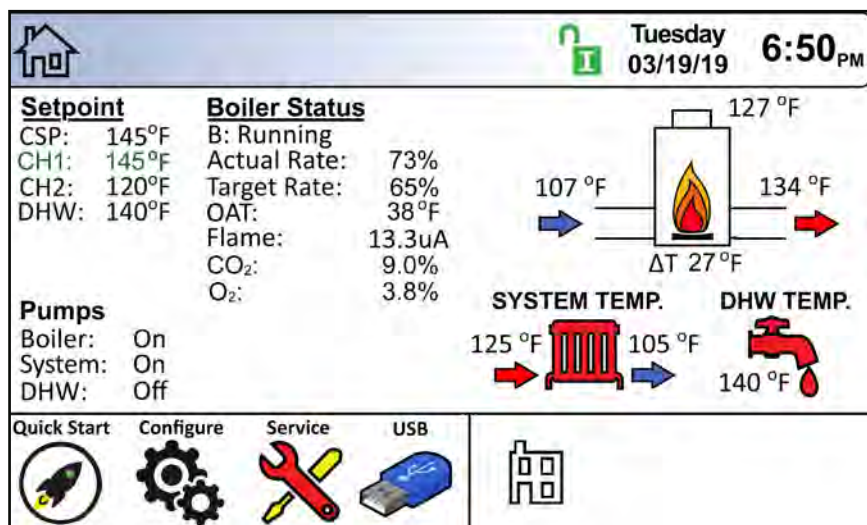 Tuesday
03/19/19
6:50 PM
I
Setpoint
CSP: 145°F
CH1: 145°F
CH2: 120°F
DHW: 140°F
Boiler Status
B: Running
Actual Rate: 73%
Target Rate: 65%
OAT: 38°F
Flame: 13.3uA
CO₂: 9.0%
O₂: 3.8%
127 °F
107 °F
134 °F
ΔT 27°F
Pumps
Boiler: On
System: On
DHW: Off
SYSTEM TEMP.
125 °F
105 °F
DHW TEMP.
140 °F
Quick Start
Configure
Service
USB